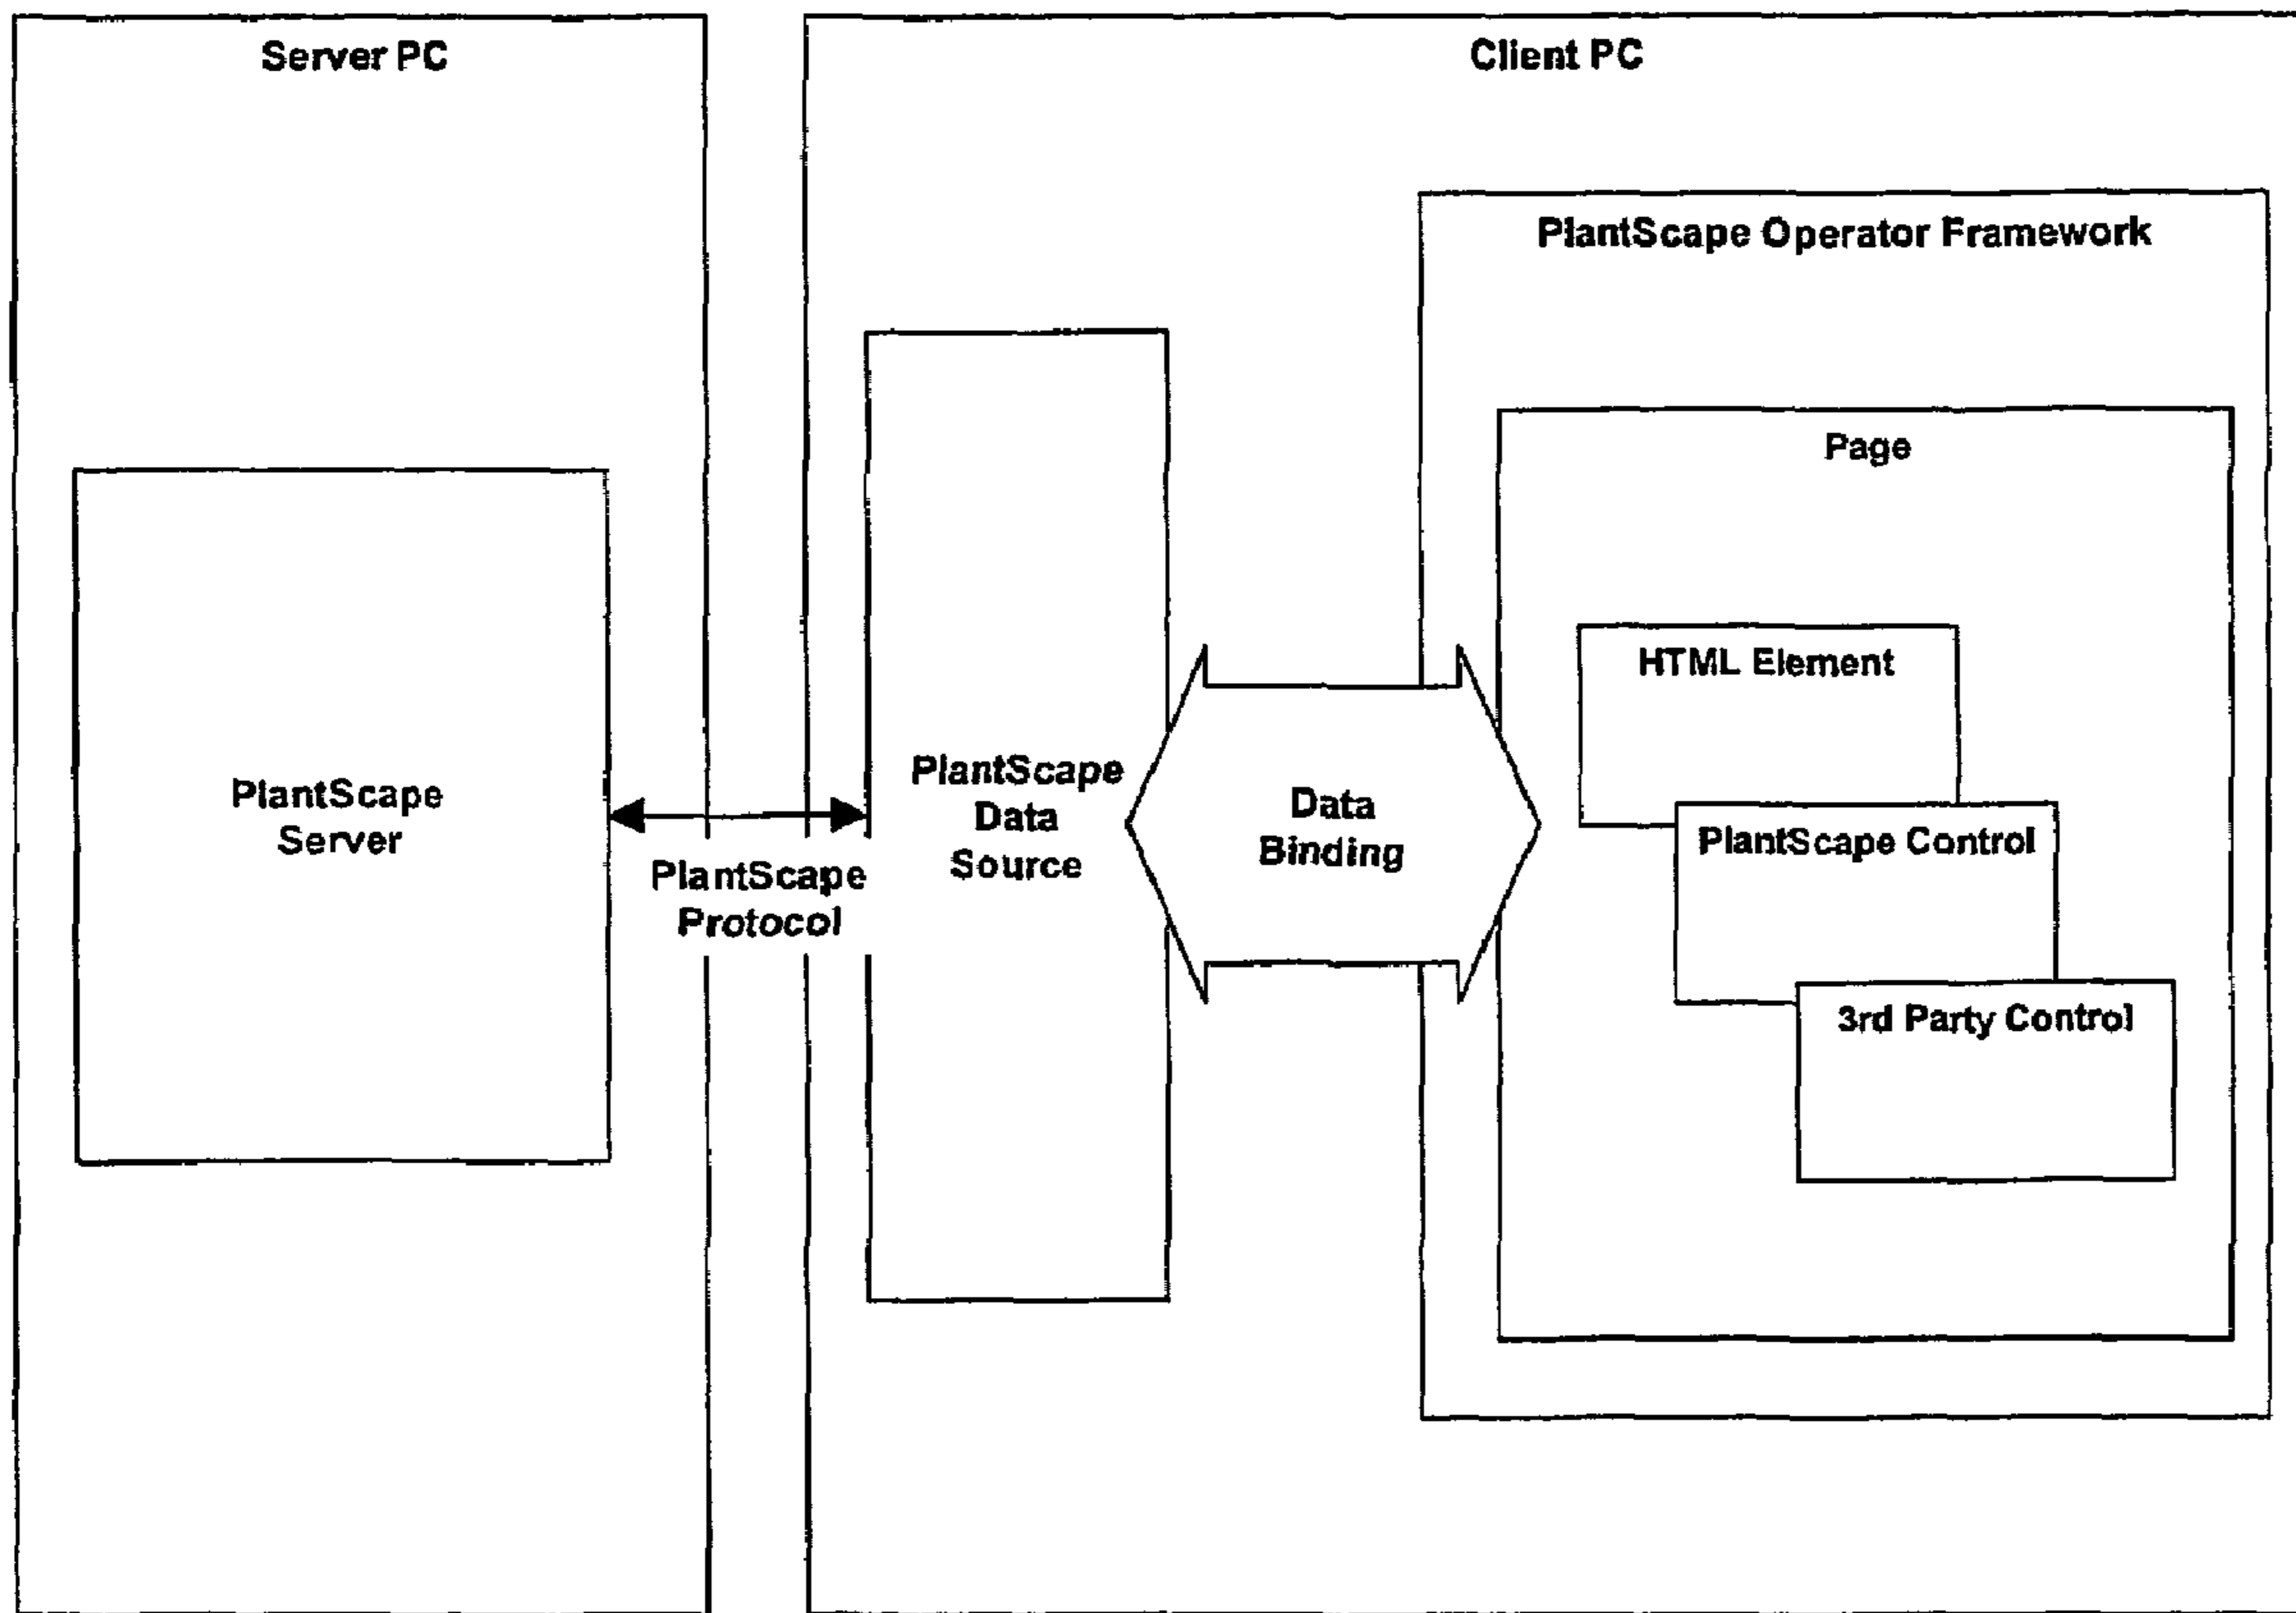 Server PC
Client PC
PlantScape Operator Framework
Page
HTML Element
PlantScape Control
3rd Party Control
PlantScape
Server
PlantScape
Protocol
PlantScape
Data
Source
Data
Binding